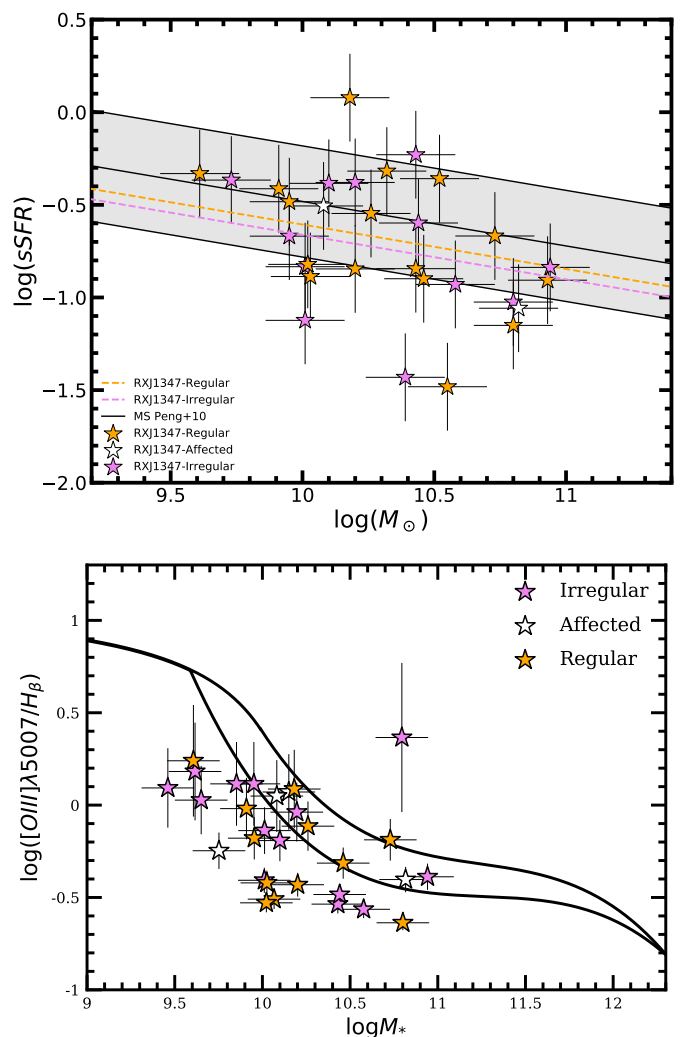 0.5
0.0
−0.5
−1.0
−1.5
−2.0
log(sSFR)
RXJ1347-Regular
RXJ1347-Irregular
MS Peng+10
RXJ1347-Regular
RXJ1347-Affected
RXJ1347-Irregular
9.5 10 10.5 11
log(M⊙)
1
0.5
0
-0.5
-1
log([OIII]λ5007/Hβ)
Irregular
Affected
Regular
9 9.5 10 10.5 11 11.5 12
logM*